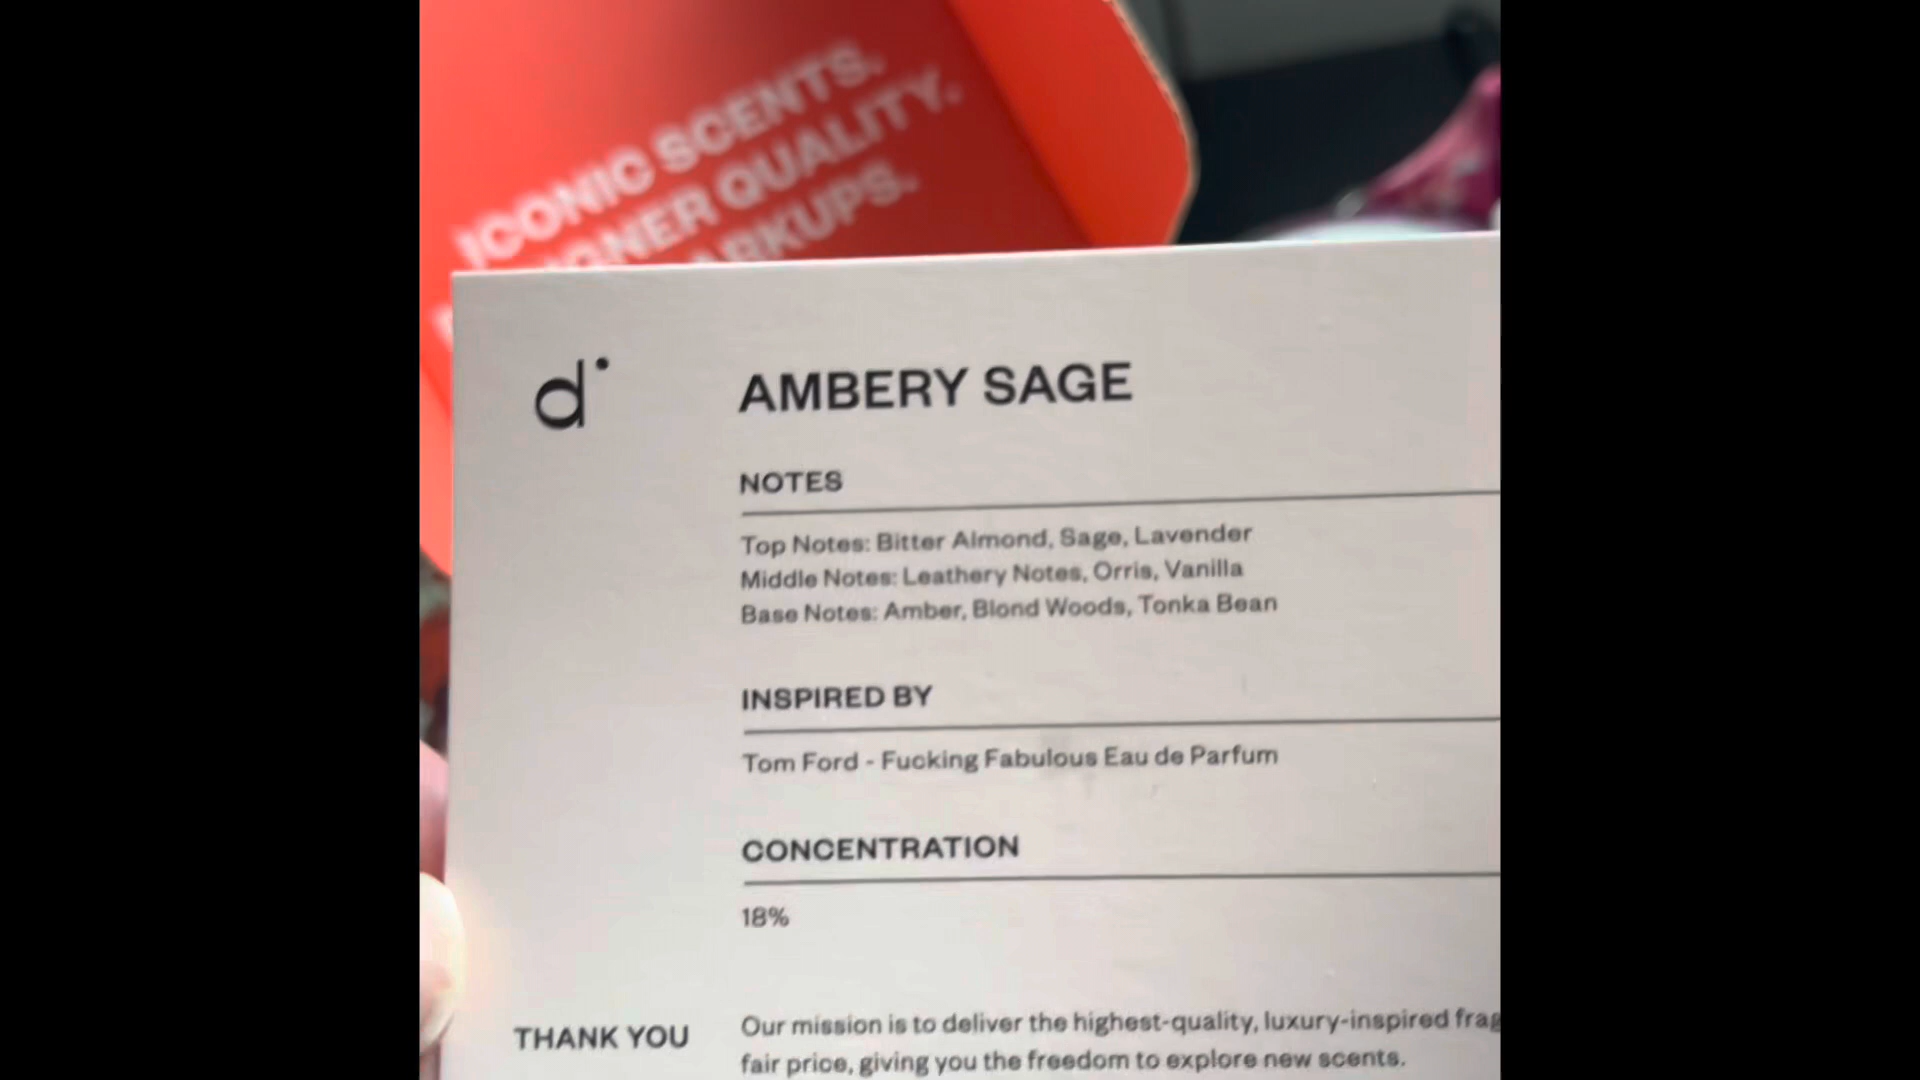 ICONIC SCENTS.
IGNER QUALITY.
ARKUPS.
d
AMBERY SAGE
NOTES
Top Notes: Bitter Almond, Sage, Lavender
Middle Notes: Leathery Notes, Orris, Vanilla
Base Notes: Amber, Blond Woods, Tonka Bean
INSPIRED BY
Tom Ford - Fucking Fabulous Eau de Parfum
CONCENTRATION
18%
THANK YOU
Our mission is to deliver the highest-quality, luxury-inspired frag
fair price, giving you the freedom to explore new scents.